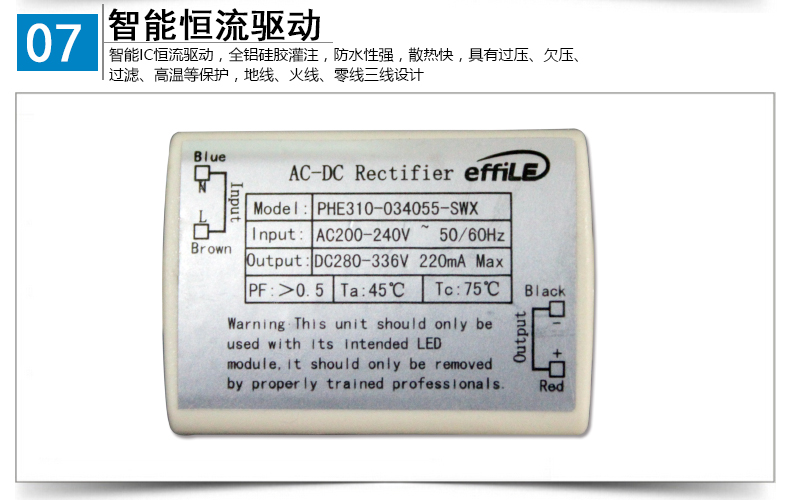 07
智能恒流驱动
智能IC恒流驱动，全铝硅胶灌注，防水性强，散热快，具有过压、欠压、
过滤、高温等保护，地线、火线、零线三线设计
Blue
N
L
Brown
Input
AC-DC Rectifier effiLE
Model: PHE310-034055-SWX
Input: AC200-240V ~ 50/60Hz
Output: DC280-336V 220mA Max
PF:>0.5 Ta:45℃ Tc:75℃
Warning This unit should only be
used with its intended LED
module,it should only be removed
by properly trained professionals.
Black
-
Output
+
Red